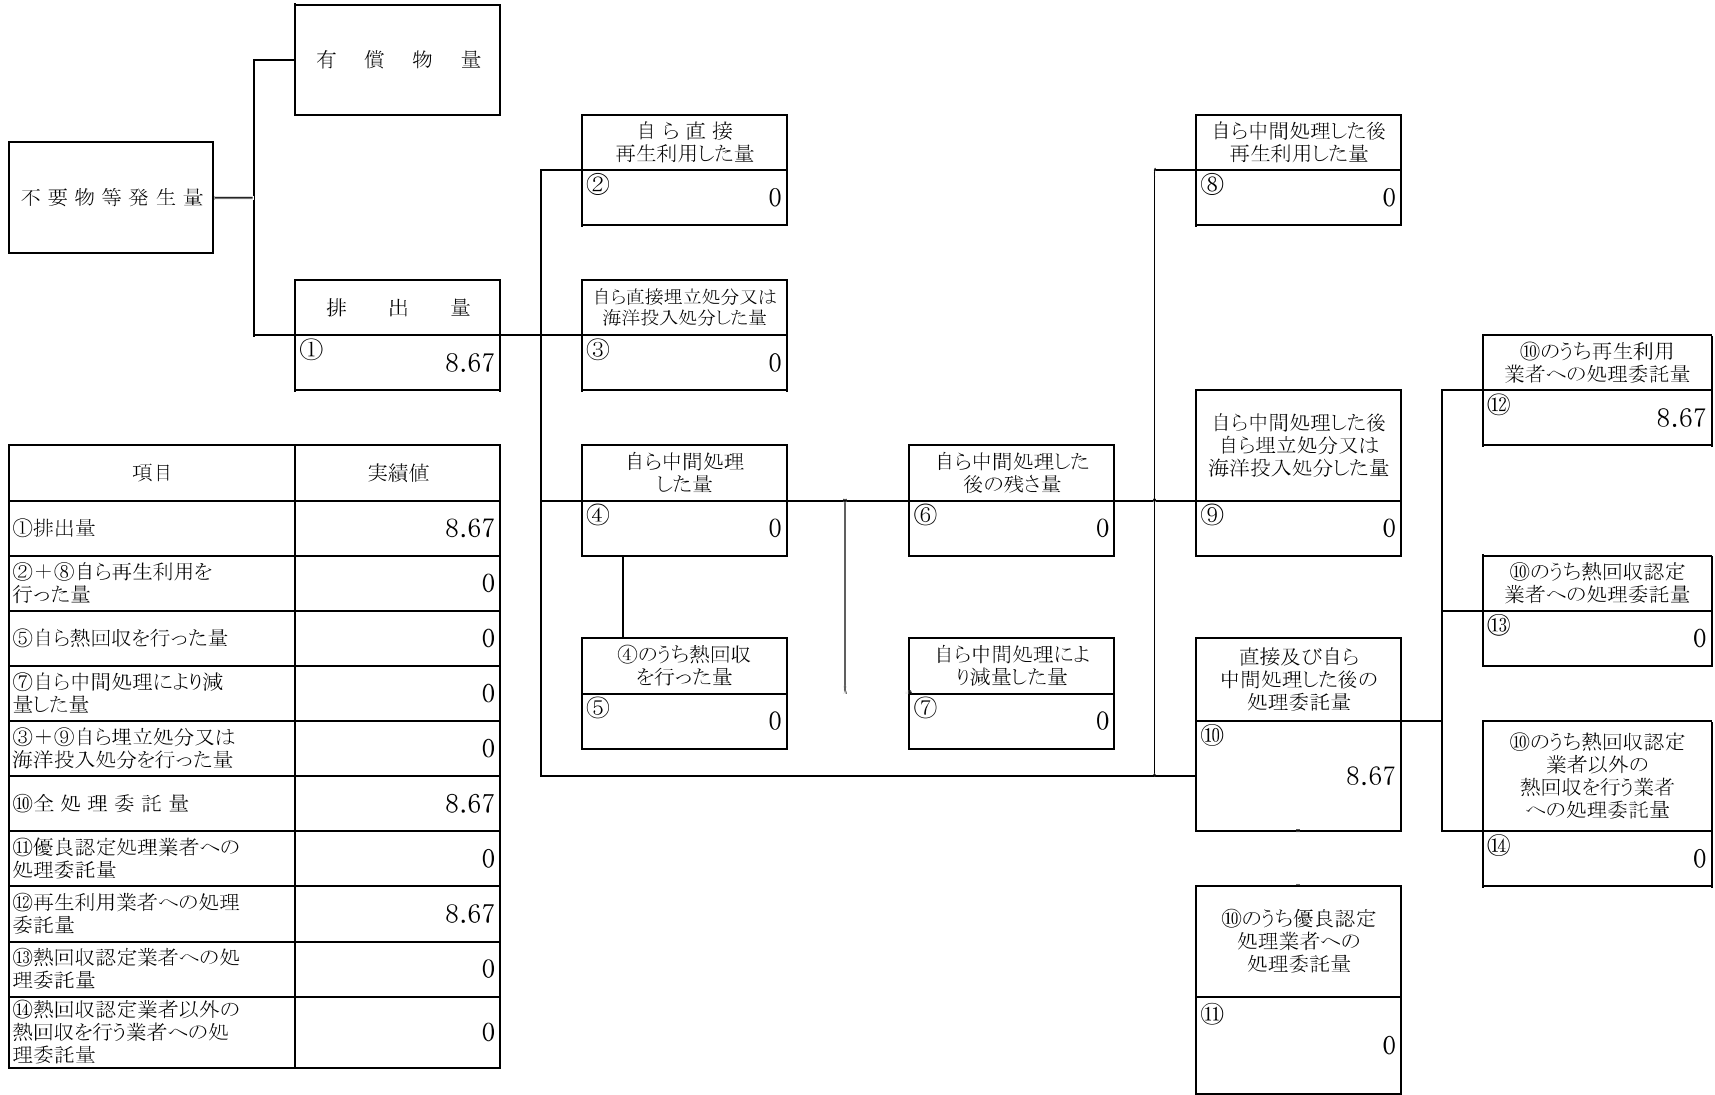 有償物量
不要物等発生量
排出量
①
8.67
自ら直接
再生利用した量
②
0
自ら直接埋立処分又は
海洋投入処分した量
③
0
自ら中間処理
した量
④
0
④のうち熱回収
を行った量
⑤
0
自ら中間処理した
後の残さ量
⑥
0
自ら中間処理によ
り減量した量
⑦
0
自ら中間処理した後
再生利用した量
⑧
0
自ら中間処理した後
自ら埋立処分又は
海洋投入処分した量
⑨
0
直接及び自ら
中間処理した後の
処理委託量
⑩
8.67
⑩のうち優良認定
処理業者への
処理委託量
⑪
0
⑩のうち再生利用
業者への処理委託量
⑫
8.67
⑩のうち熱回収認定
業者への処理委託量
⑬
0
⑩のうち熱回収認定
業者以外の
熱回収を行う業者
への処理委託量
⑭
0
項目 実績値
①排出量 8.67
②+⑧自ら再生利用を
行った量 0
⑤自ら熱回収を行った量 0
⑦自ら中間処理により減
量した量 0
③+⑨自ら埋立処分又は
海洋投入処分を行った量 0
⑩全処理委託量 8.67
⑪優良認定処理業者への
処理委託量 0
⑫再生利用業者への処理
委託量 8.67
⑬熱回収認定業者への処
理委託量 0
⑭熱回収認定業者以外の
熱回収を行う業者への処
理委託量 0